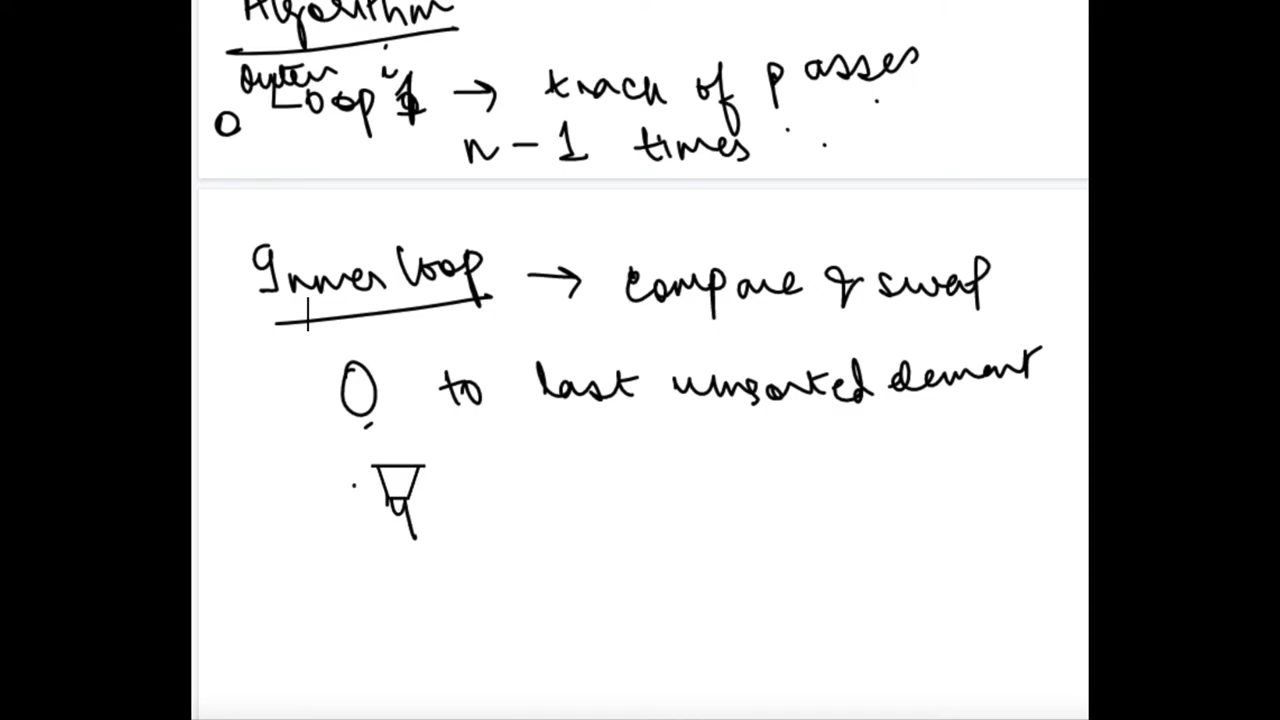 Algorithm
Outer
Loop → track of passes
n - 1 times
Inner loop → compare & swap
0 to last unsorted element